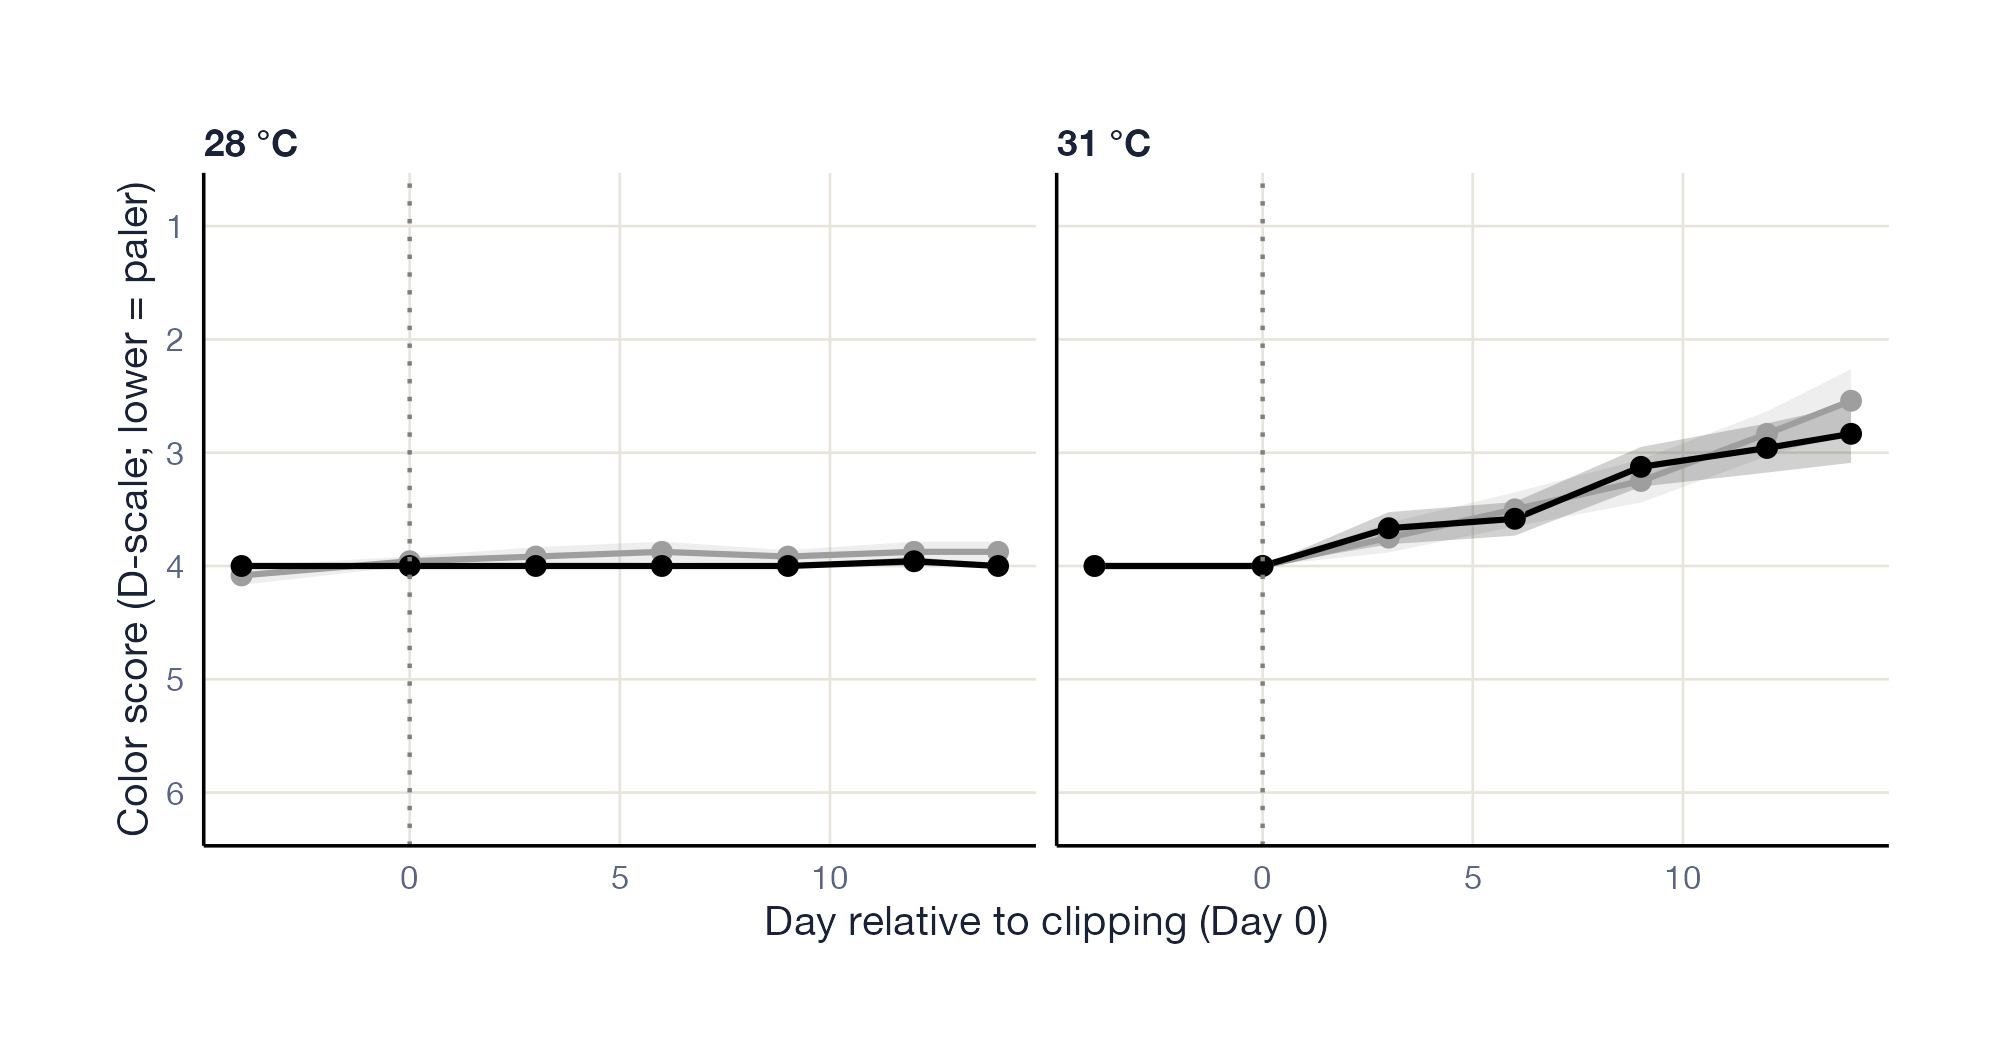 28 °C
31 °C
Color score (D-scale; lower = paler)
1
2
3
4
5
6
0 5 10
0 5 10
Day relative to clipping (Day 0)